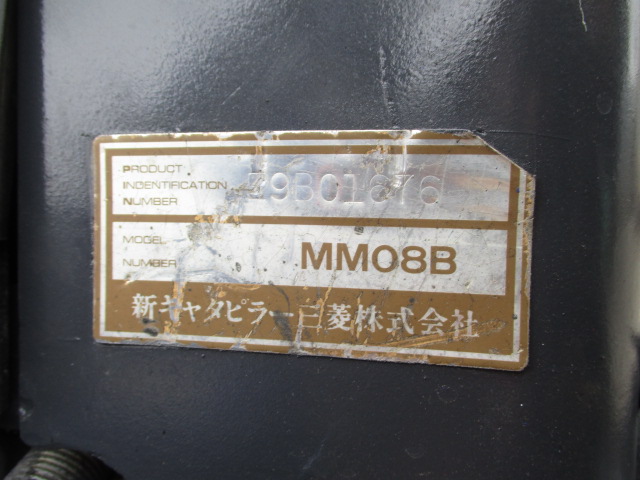 PRODUCT
INDENTIFICATION
NUMBER
Z9B01676
MODEL
NUMBER
MM08B
新キャタピラー三菱株式会社